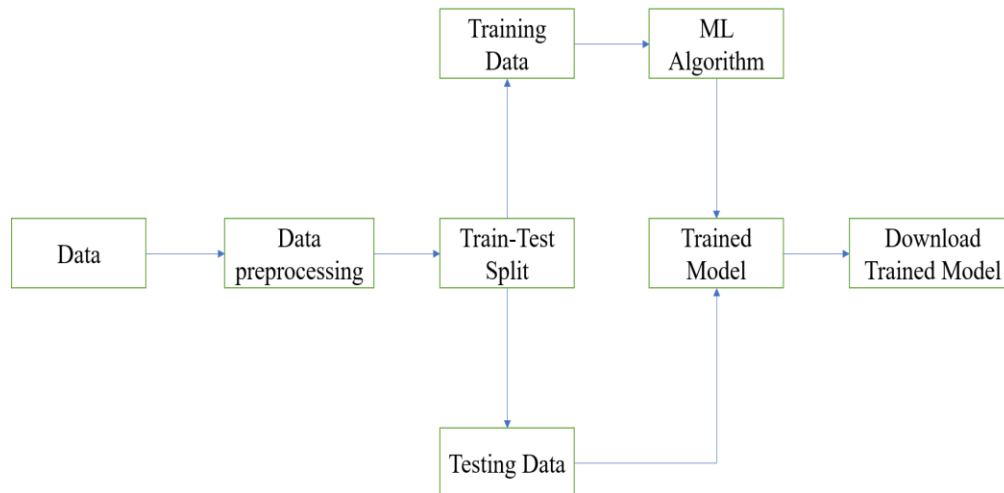 Training
Data
ML
Algorithm
Data
Data
preprocessing
Train-Test
Split
Trained
Model
Download
Trained Model
Testing Data